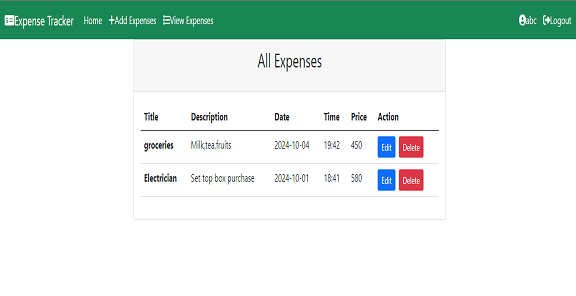 Expense Tracker Home +Add Expenses View Expenses abc Logout
All Expenses
Title Description Date Time Price Action
groceries Milk,tea,fruits 2024-10-04 19:42 450 Edit Delete
Electrician Set top box purchase 2024-10-01 18:41 580 Edit Delete